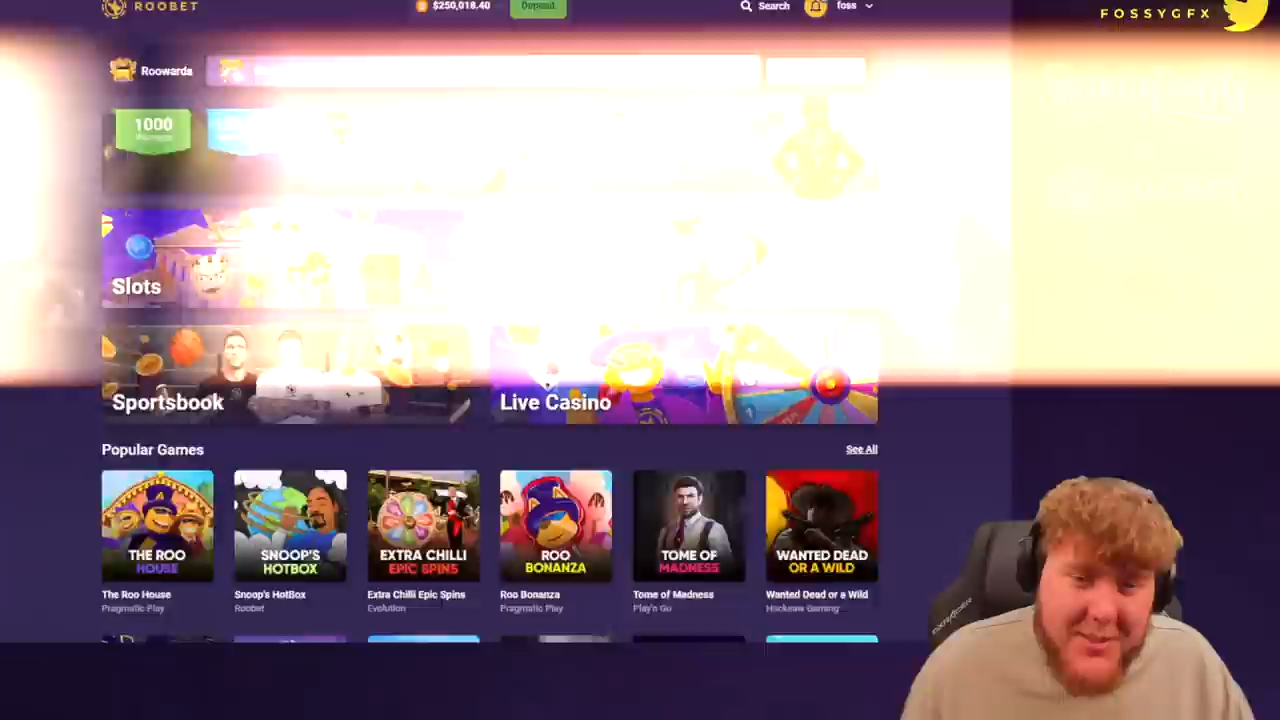 ROOBET
$250,018.40
Deposit
Search
foss
FOSSYGFX
Roowards
1000
Slots
Sportsbook
Live Casino
Popular Games
See All
THE ROO
HOUSE
SNOOP'S
HOTBOX
EXTRA CHILLI
EPIC SPINS
ROO
BONANZA
TOME OF
MADNESS
WANTED DEAD
OR A WILD
The Roo House
Snoop's HotBox
Extra Chilli Epic Spins
Roo Bonanza
Tome of Madness
Wanted Dead or a Wild
Pragmatic Play
Roobet
Evolution
Pragmatic Play
Play'n Go
Hacksaw Gaming